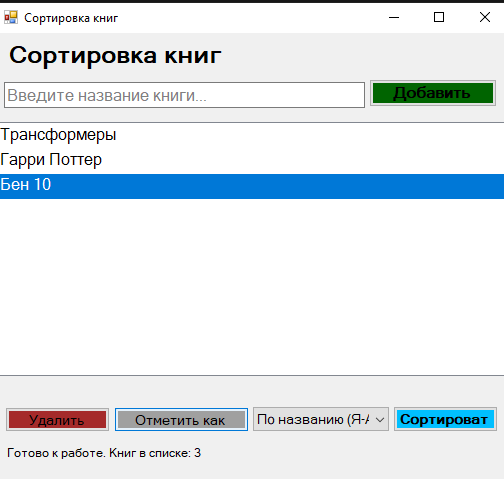 Сортировка книг
Сортировка книг
Введите название книги...
Добавить
Трансформеры
Гарри Поттер
Бен 10
Удалить
Отметить как
По названию (Я-А
Сортироват
Готово к работе. Книг в списке: 3